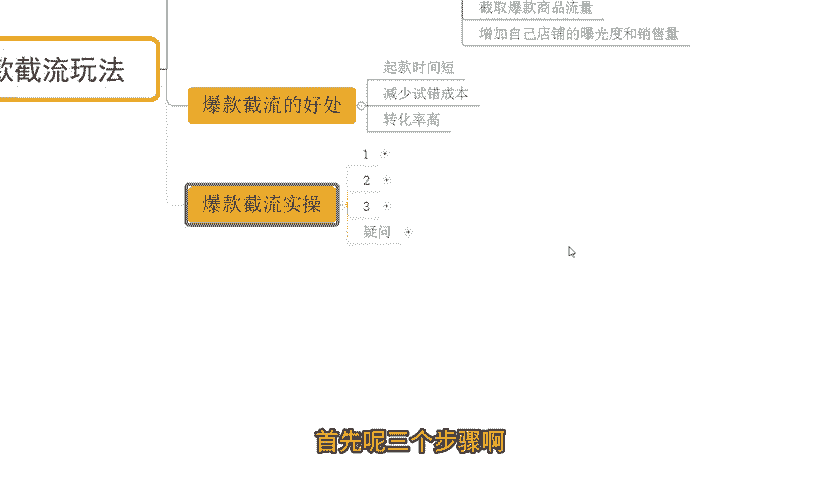 截取爆款商品流量
增加自己店铺的曝光度和销售量
款截流玩法
爆款截流的好处
起款时间短
减少试错成本
转化率高
爆款截流实操
1
2
3
疑问
首先呢三个步骤啊